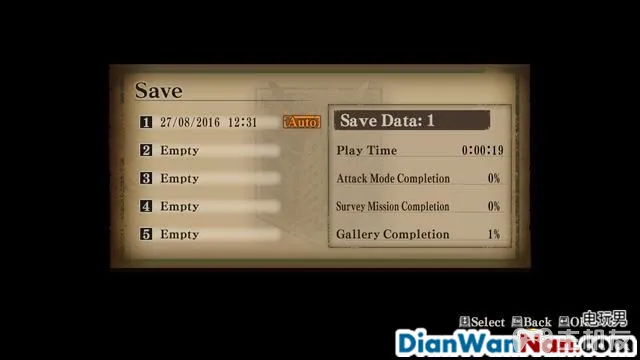 Save
1 27/08/2016 12:31 Auto
2 Empty
3 Empty
4 Empty
5 Empty
Save Data: 1
Play Time 0:00:19
Attack Mode Completion 0%
Survey Mission Completion 0%
Gallery Completion 1%
Select Back
电玩男
DianWanNan.com